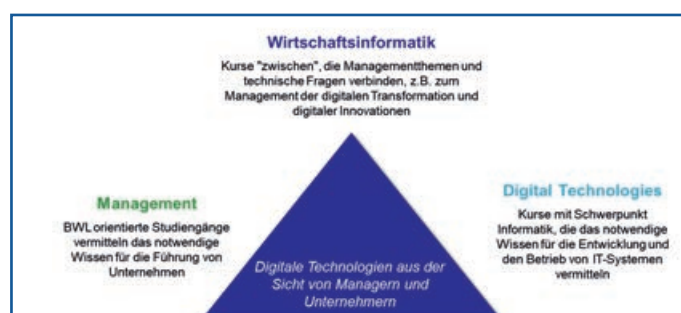 Wirtschaftsinformatik
Kurse "zwischen", die Managementthemen und
technische Fragen verbinden, z.B. zum
Management der digitalen Transformation und
digitaler Innovationen
Management
BWL orientierte Studiengänge
vermitteln das notwendige
Wissen für die Führung von
Unternehmen
Digital Technologies
Kurse mit Schwerpunkt
Informatik, die das notwendige
Wissen für die Entwicklung und
den Betrieb von IT-Systemen
vermitteln
Digitale Technologien aus der
Sicht von Managern und
Unternehmern